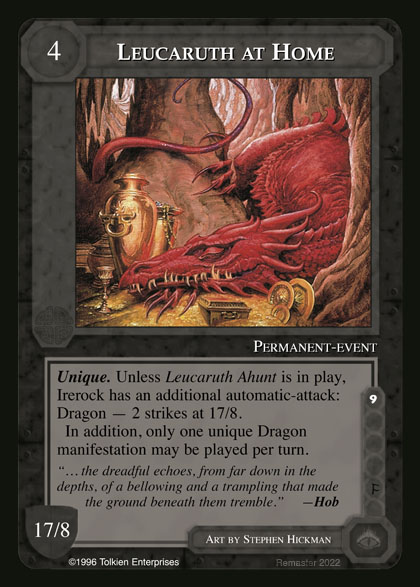 4
LEUCARUTH AT HOME
PERMANENT-EVENT
Unique. Unless Leucaruth Ahunt is in play,
Irerock has an additional automatic-attack:
Dragon — 2 strikes at 17/8.
In addition, only one unique Dragon
manifestation may be played per turn.
“… the dreadful echoes, from far down in the
depths, of a bellowing and a trampling that made
the ground beneath them tremble.” —Hob
9
17/8
ART BY STEPHEN HICKMAN
©1996 Tolkien Enterprises
Remaster 2022